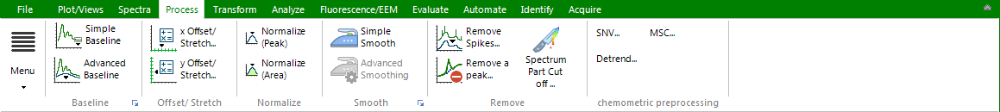 File Plot/Views Spectra Process Transform Analyze Fluorescence/EEM Evaluate Automate Identify Acquire
Menu
Simple
Baseline
Advanced
Baseline
Baseline
x Offset/
Stretch...
y Offset/
Stretch...
Offset/ Stretch
Normalize
(Peak)
Normalize
(Area)
Normalize
Simple
Smooth
Advanced
Smoothing
Smooth
Remove
Spikes...
Remove a
peak...
Spectrum
Part Cut
off ...
Remove
SNV... MSC...
Detrend...
chemometric preprocessing